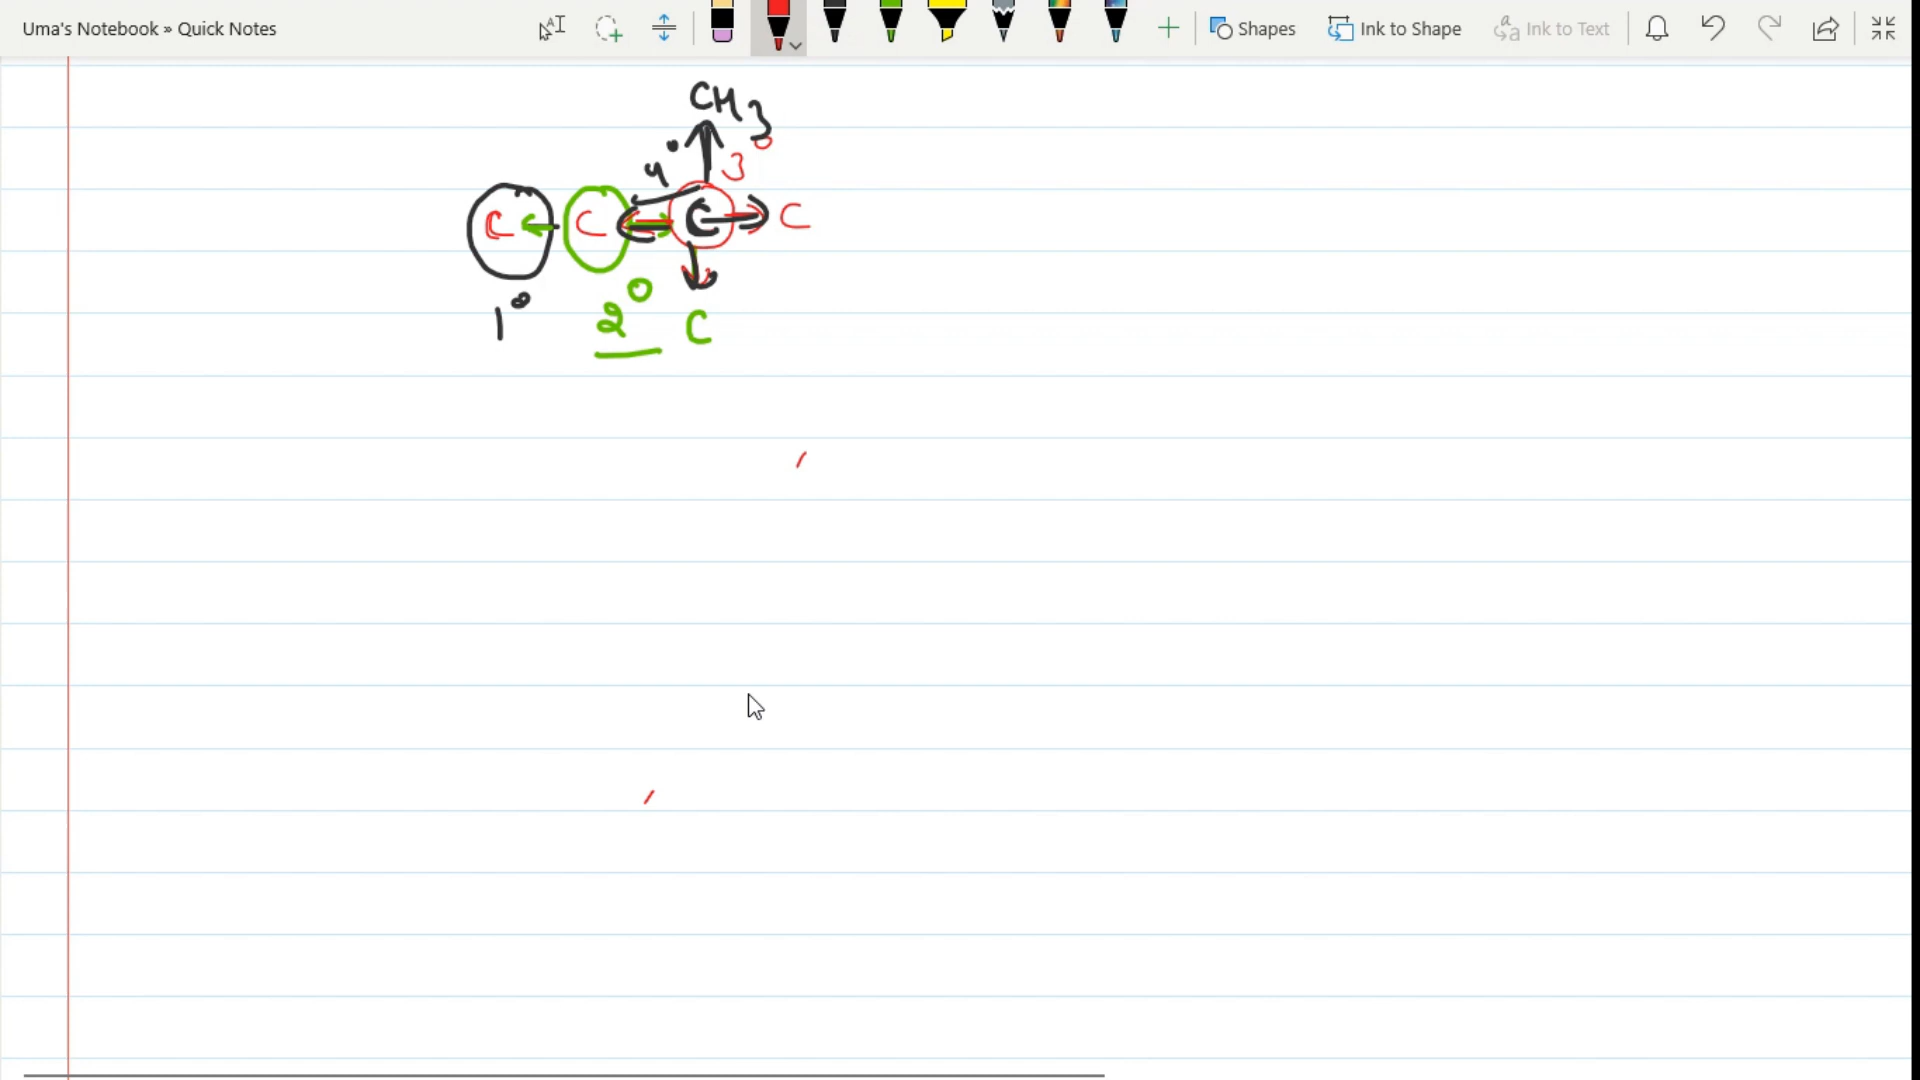 Uma's Notebook » Quick Notes
Shapes
Ink to Shape
Ink to Text
CH3
4° 3°
C C C C
1° 2° C